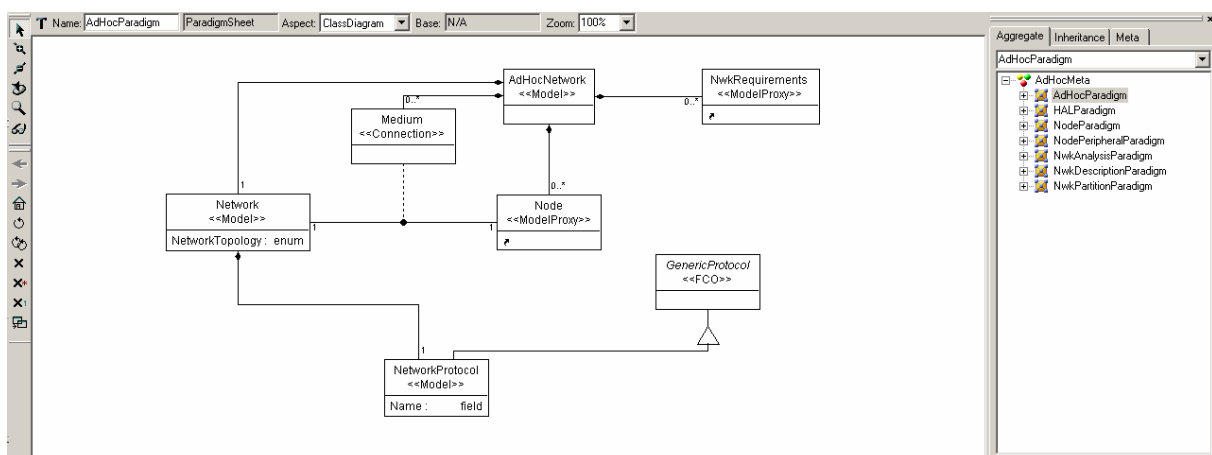 Name: AdHocParadigm ParadigmSheet Aspect: ClassDiagram Base: N/A Zoom: 100%
Aggregate Inheritance Meta
AdHocParadigm
AdHocMeta
AdHocParadigm
HALParadigm
NodeParadigm
NodePeripheralParadigm
NwkAnalysisParadigm
NwkDescriptionParadigm
NwkPartitionParadigm
AdHocNetwork
<<Model>>
NwkRequirements
<<ModelProxy>>
0..*
0..*
Medium
<<Connection>>
1
0..*
Network
<<Model>>
NetworkTopology : enum
1
1
Node
<<ModelProxy>>
GenericProtocol
<<FCO>>
1
NetworkProtocol
<<Model>>
Name : field